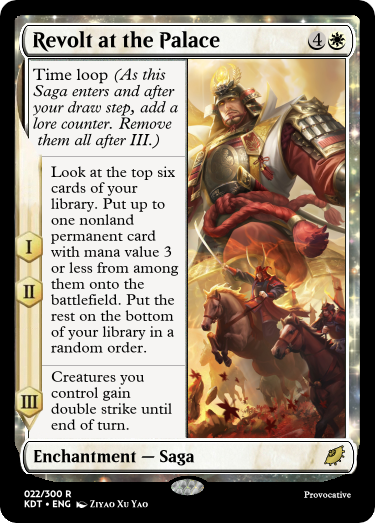 Revolt at the Palace 4
Time loop (As this
Saga enters and after
your draw step, add a
lore counter. Remove
them all after III.)
I
II
Look at the top six
cards of your
library. Put up to
one nonland
permanent card
with mana value 3
or less from among
them onto the
battlefield. Put the
rest on the bottom
of your library in a
random order.
III
Creatures you
control gain
double strike until
end of turn.
Enchantment — Saga
022/300 R
KDT • ENG Ziyao Xu Yao
Provocative